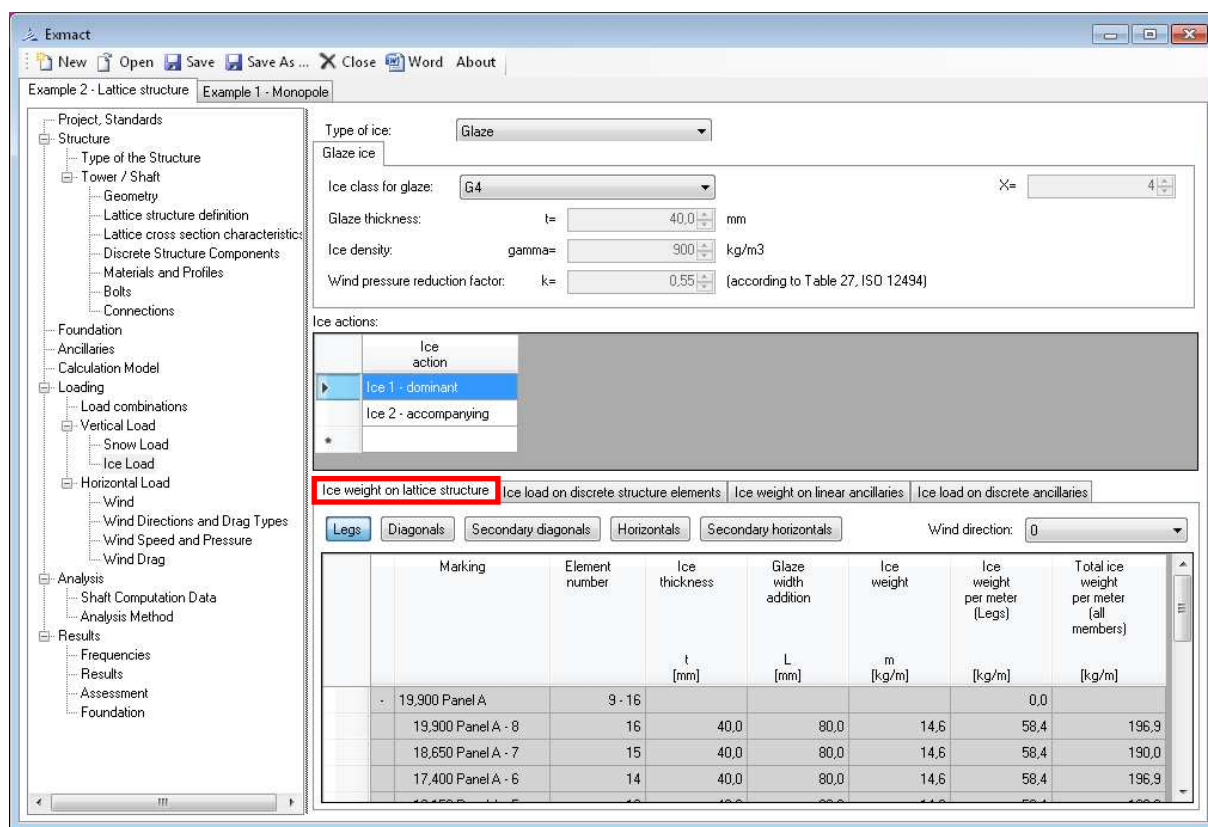 Exmact
New Open Save Save As ... Close Word About
Example 2 - Lattice structure Example 1 - Monopole
Project, Standards
Structure
Type of the Structure
Tower / Shaft
Geometry
Lattice structure definition
Lattice cross section characteristics
Discrete Structure Components
Materials and Profiles
Bolts
Connections
Foundation
Ancillaries
Calculation Model
Loading
Load combinations
Vertical Load
Snow Load
Ice Load
Horizontal Load
Wind
Wind Directions and Drag Types
Wind Speed and Pressure
Wind Drag
Analysis
Shaft Computation Data
Analysis Method
Results
Frequencies
Results
Assessment
Foundation
Type of ice: Glaze
Glaze ice
Ice class for glaze: G4 X= 4
Glaze thickness: t= 40,0 mm
Ice density: gamma= 900 kg/m3
Wind pressure reduction factor: k= 0,55 (according to Table 27, ISO 12494)
Ice actions:
Ice
action
Ice 1 - dominant
Ice 2 - accompanying
*
Ice weight on lattice structure Ice load on discrete structure elements Ice weight on linear ancillaries Ice load on discrete ancillaries
Legs Diagonals Secondary diagonals Horizontals Secondary horizontals Wind direction: 0
Marking Element Ice Glaze Ice Ice Total ice
number thickness width weight weight weight
addition per meter per meter
(Legs) (all
members)
t L m
[mm] [mm] [kg/m] [kg/m] [kg/m]
- 19,900 Panel A 9 - 16 0,0
19,900 Panel A - 8 16 40,0 80,0 14,6 58,4 196,9
18,650 Panel A - 7 15 40,0 80,0 14,6 58,4 190,0
17,400 Panel A - 6 14 40,0 80,0 14,6 58,4 196,9